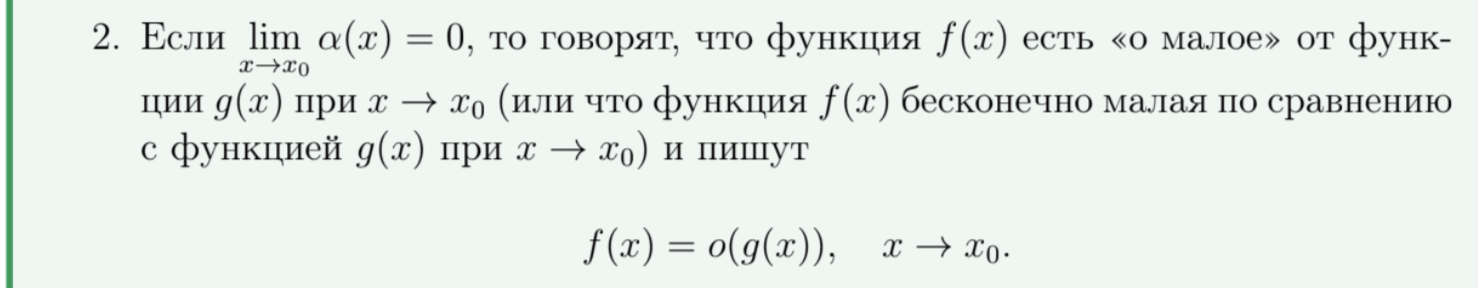 2. Если lim α(x) = 0, то говорят, что функция f(x) есть «о малое» от функ-
x→x₀
ции g(x) при x → x₀ (или что функция f(x) бесконечно малая по сравнению
с функцией g(x) при x → x₀) и пишут
f(x) = o(g(x)), x → x₀.